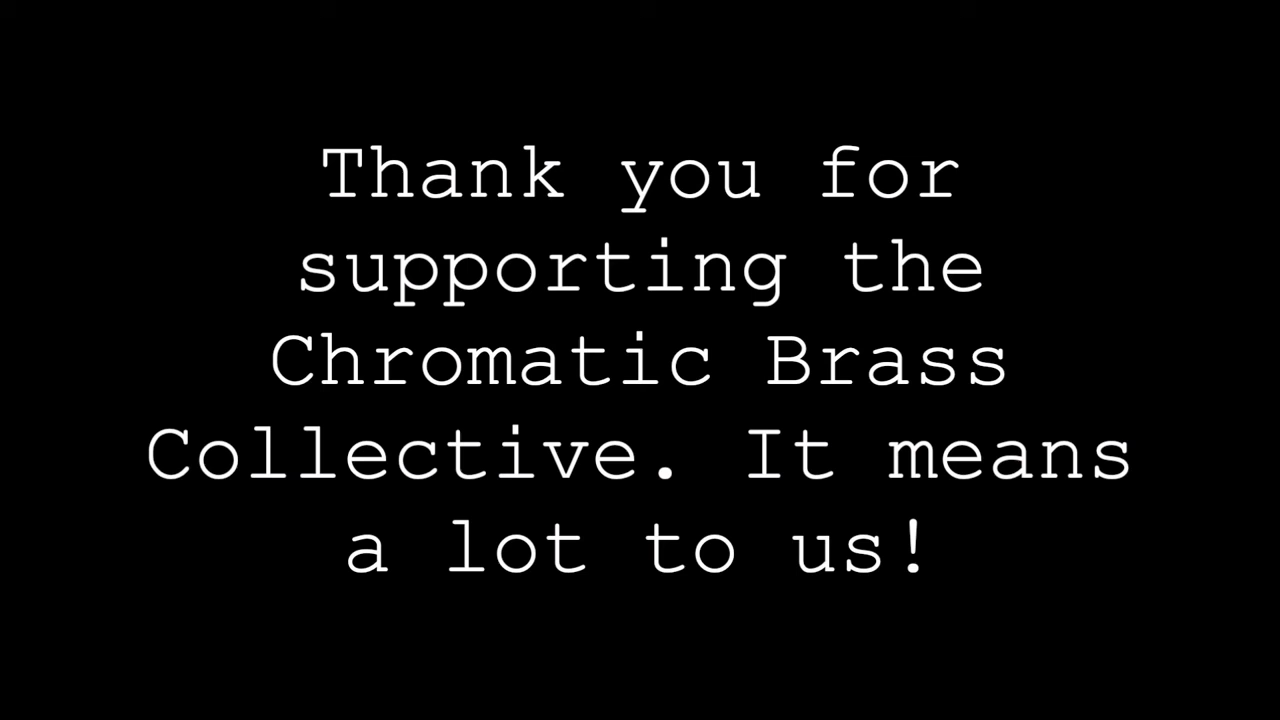 Thank you for
supporting the
Chromatic Brass
Collective. It means
a lot to us!